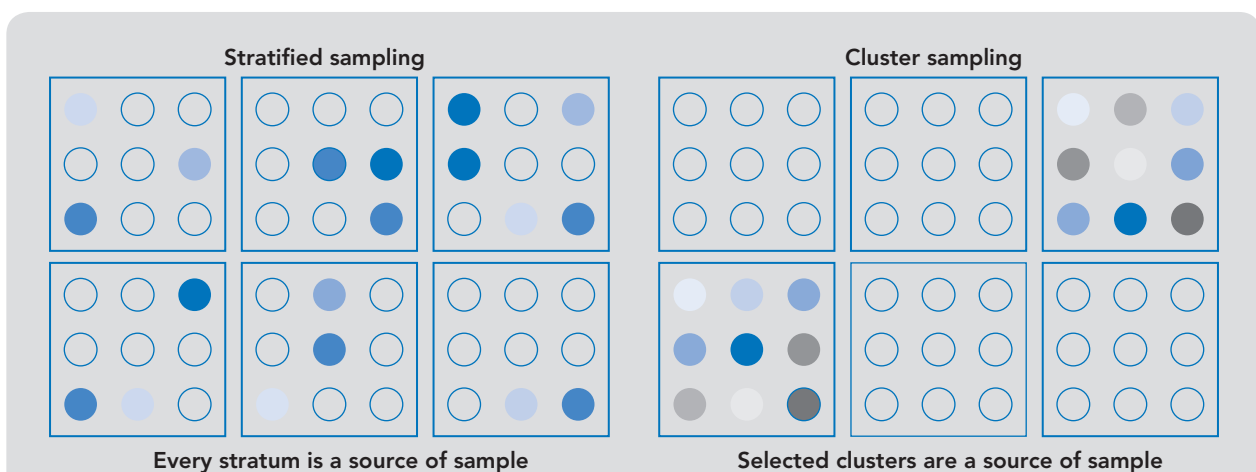 Stratified sampling
Cluster sampling
Every stratum is a source of sample
Selected clusters are a source of sample